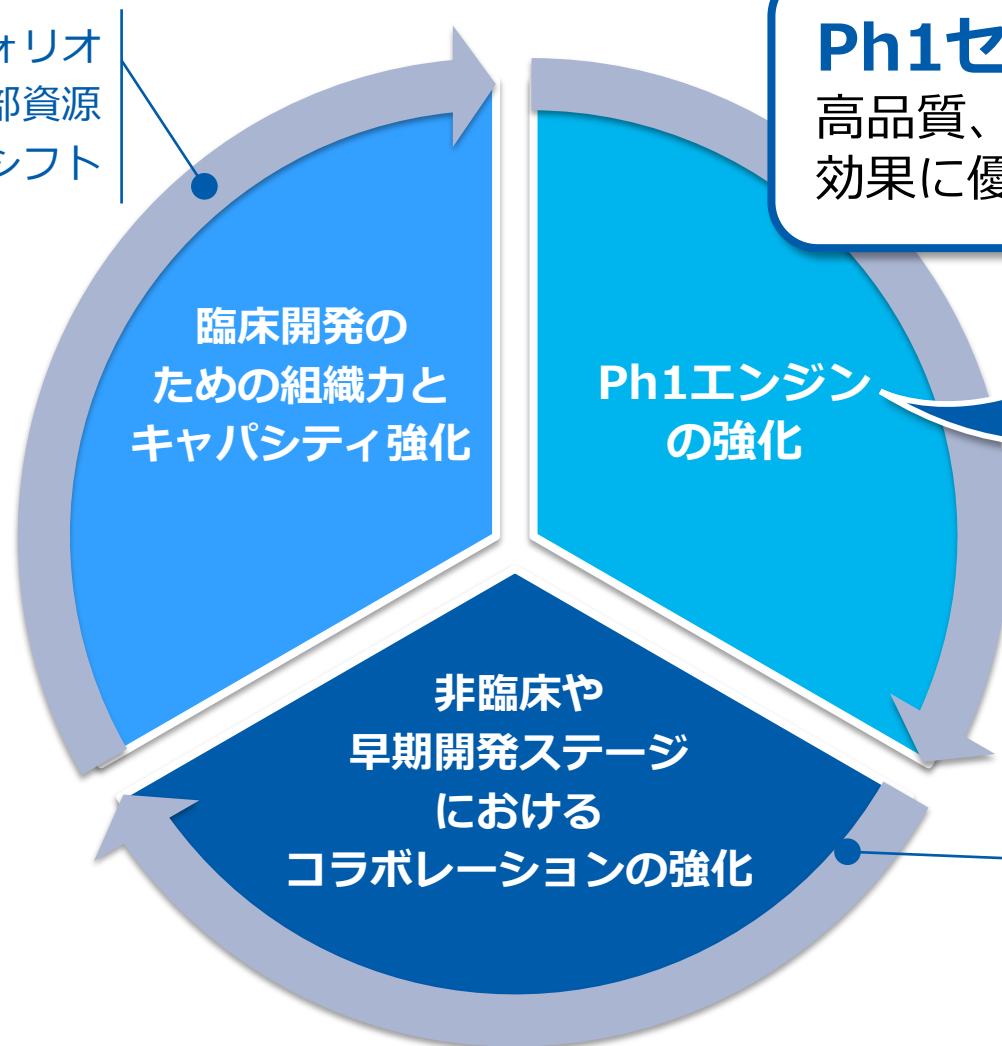 ォリオ
部資源
シフト
Ph1セ
高品質、
効果に優
臨床開発の
ための組織力と
キャパシティ強化
Ph1エンジン
の強化
非臨床や
早期開発ステージ
における
コラボレーションの強化